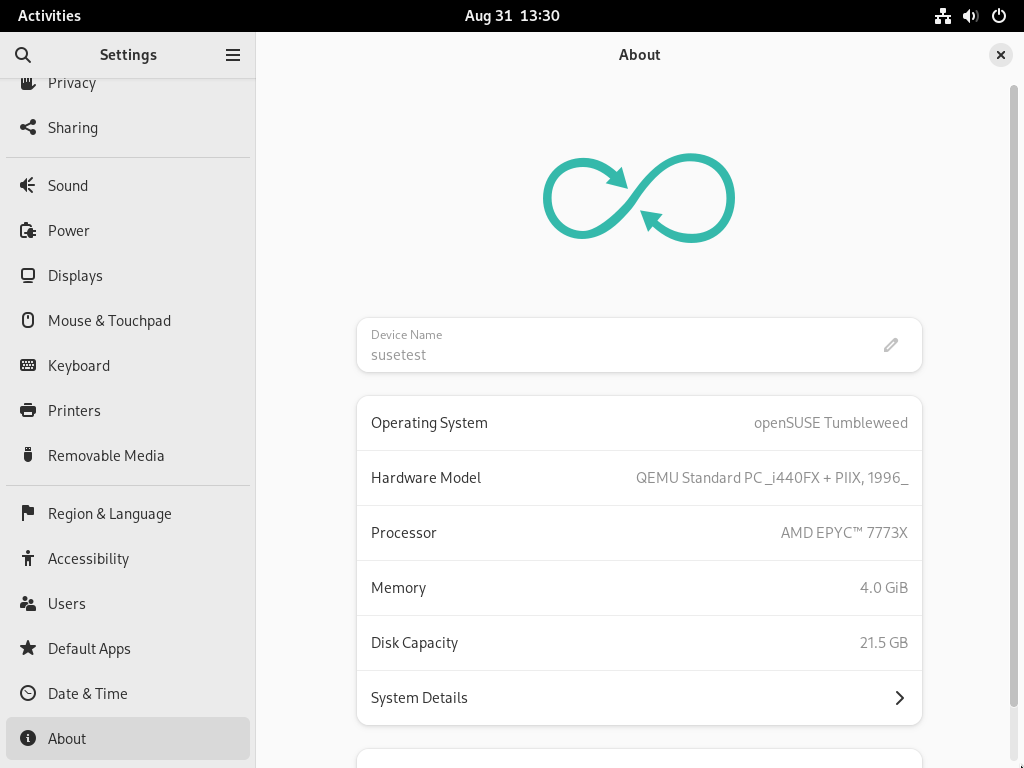 Activities
Aug 31 13:30
Settings
About
Privacy
Sharing
Sound
Power
Displays
Mouse & Touchpad
Keyboard
Printers
Removable Media
Region & Language
Accessibility
Users
Default Apps
Date & Time
About
Device Name
susetest
Operating System openSUSE Tumbleweed
Hardware Model QEMU Standard PC _i440FX + PIIX, 1996_
Processor AMD EPYC™ 7773X
Memory 4.0 GiB
Disk Capacity 21.5 GB
System Details